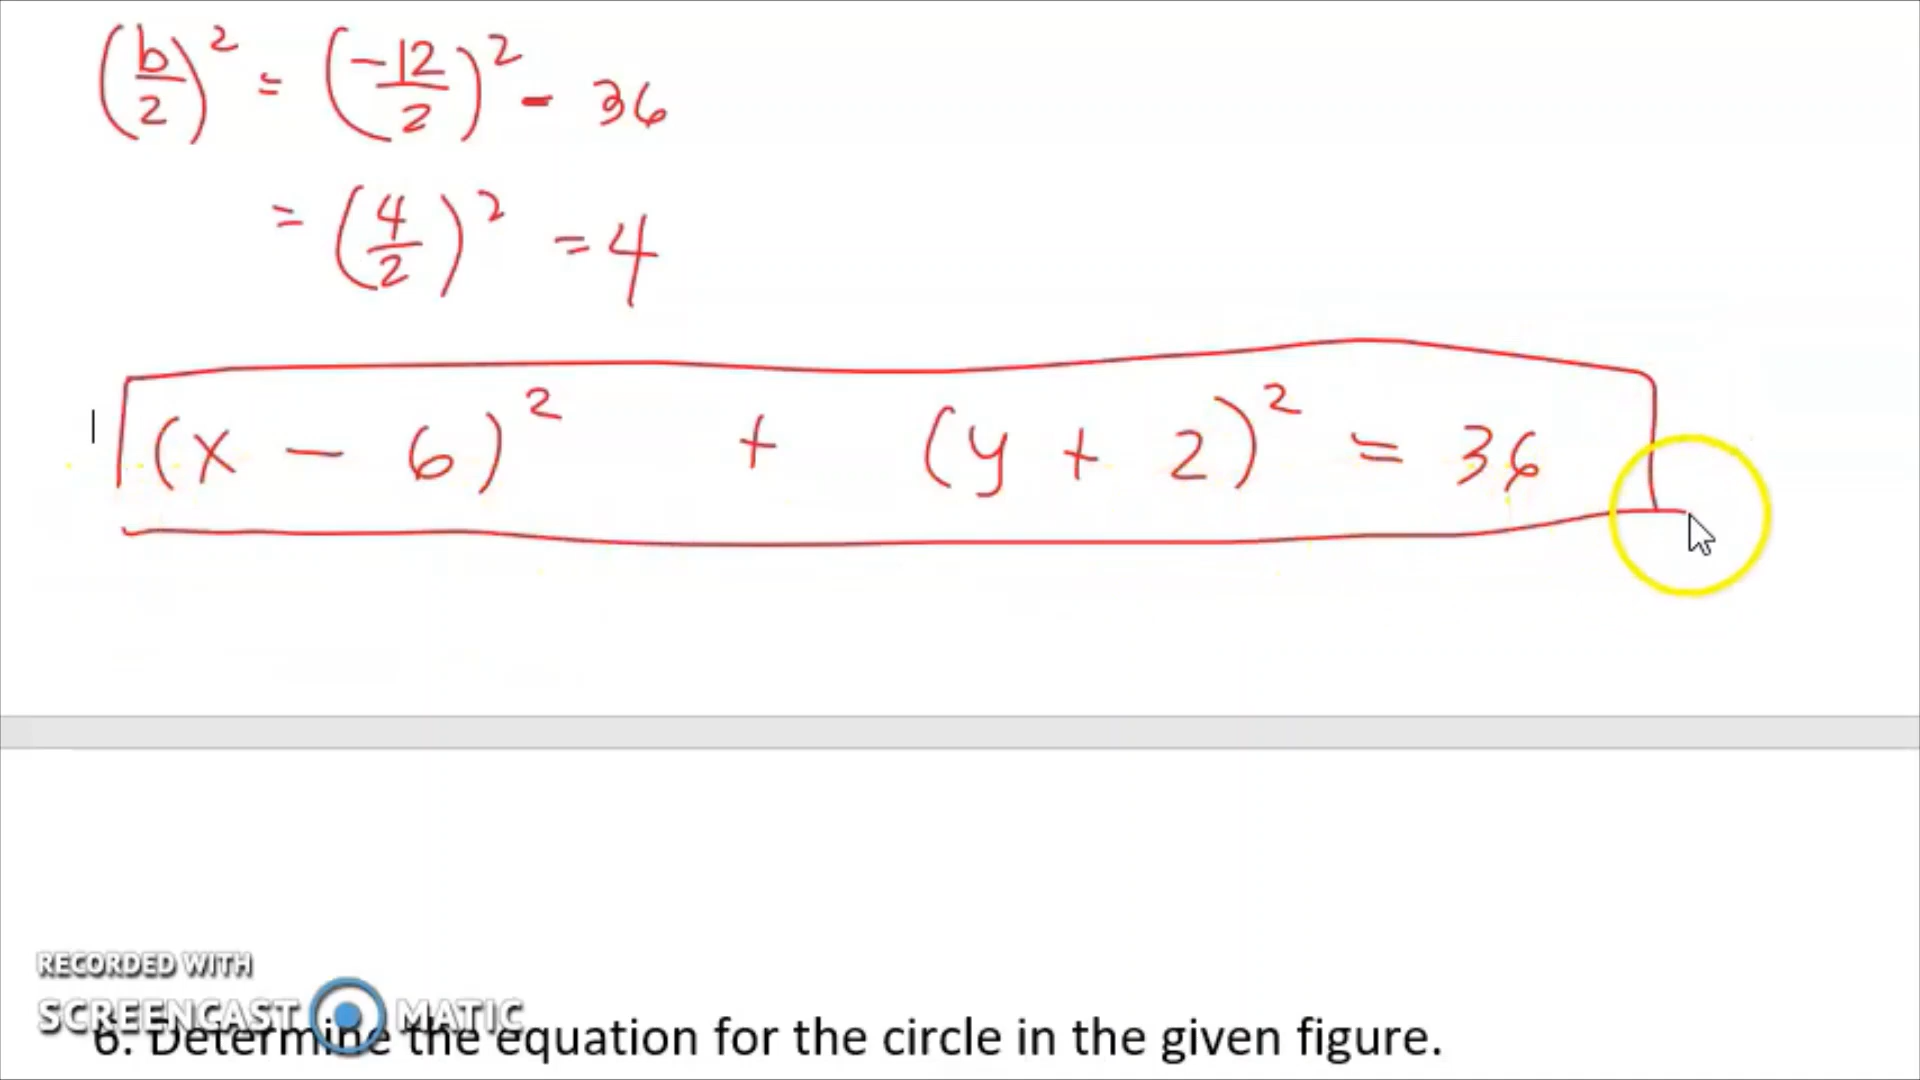 (b/2)² = (-12/2)² - 36
= (4/2)² = 4
(x - 6)² + (y + 2)² = 36
RECORDED WITH
SCREENCAST MATIC
6. Determine the equation for the circle in the given figure.